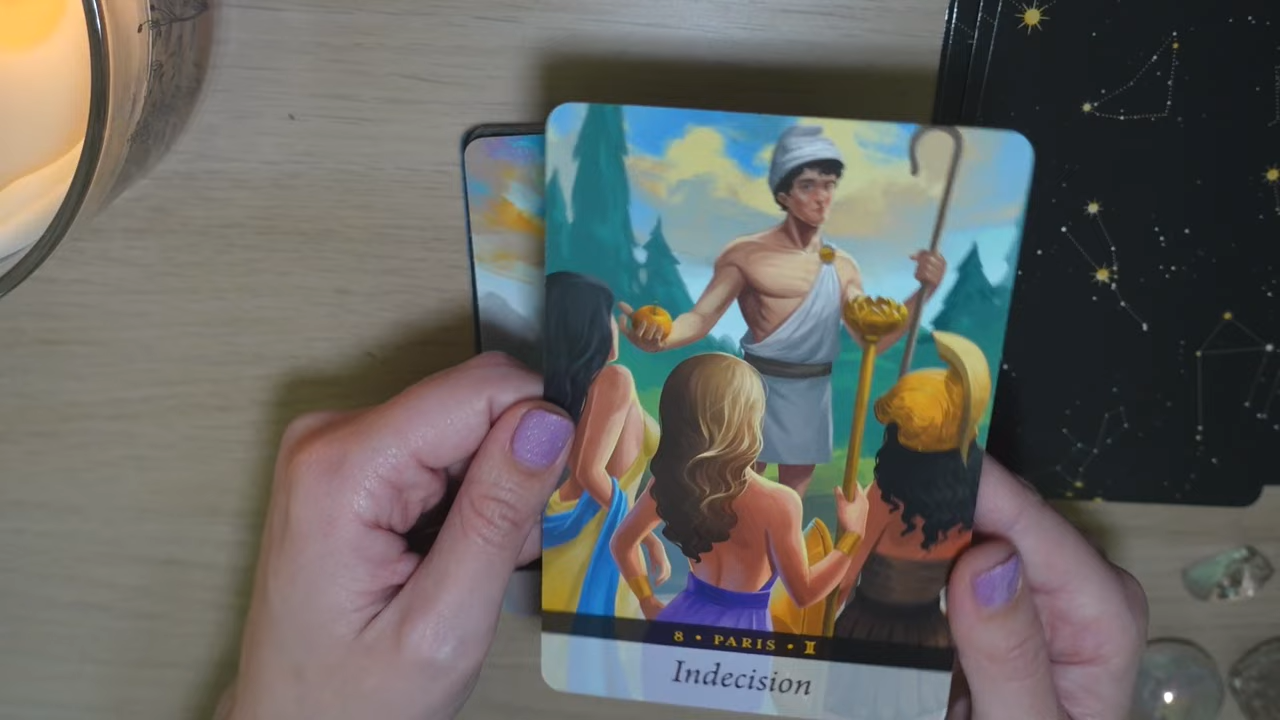 8 • PARIS • ♊
Indecision